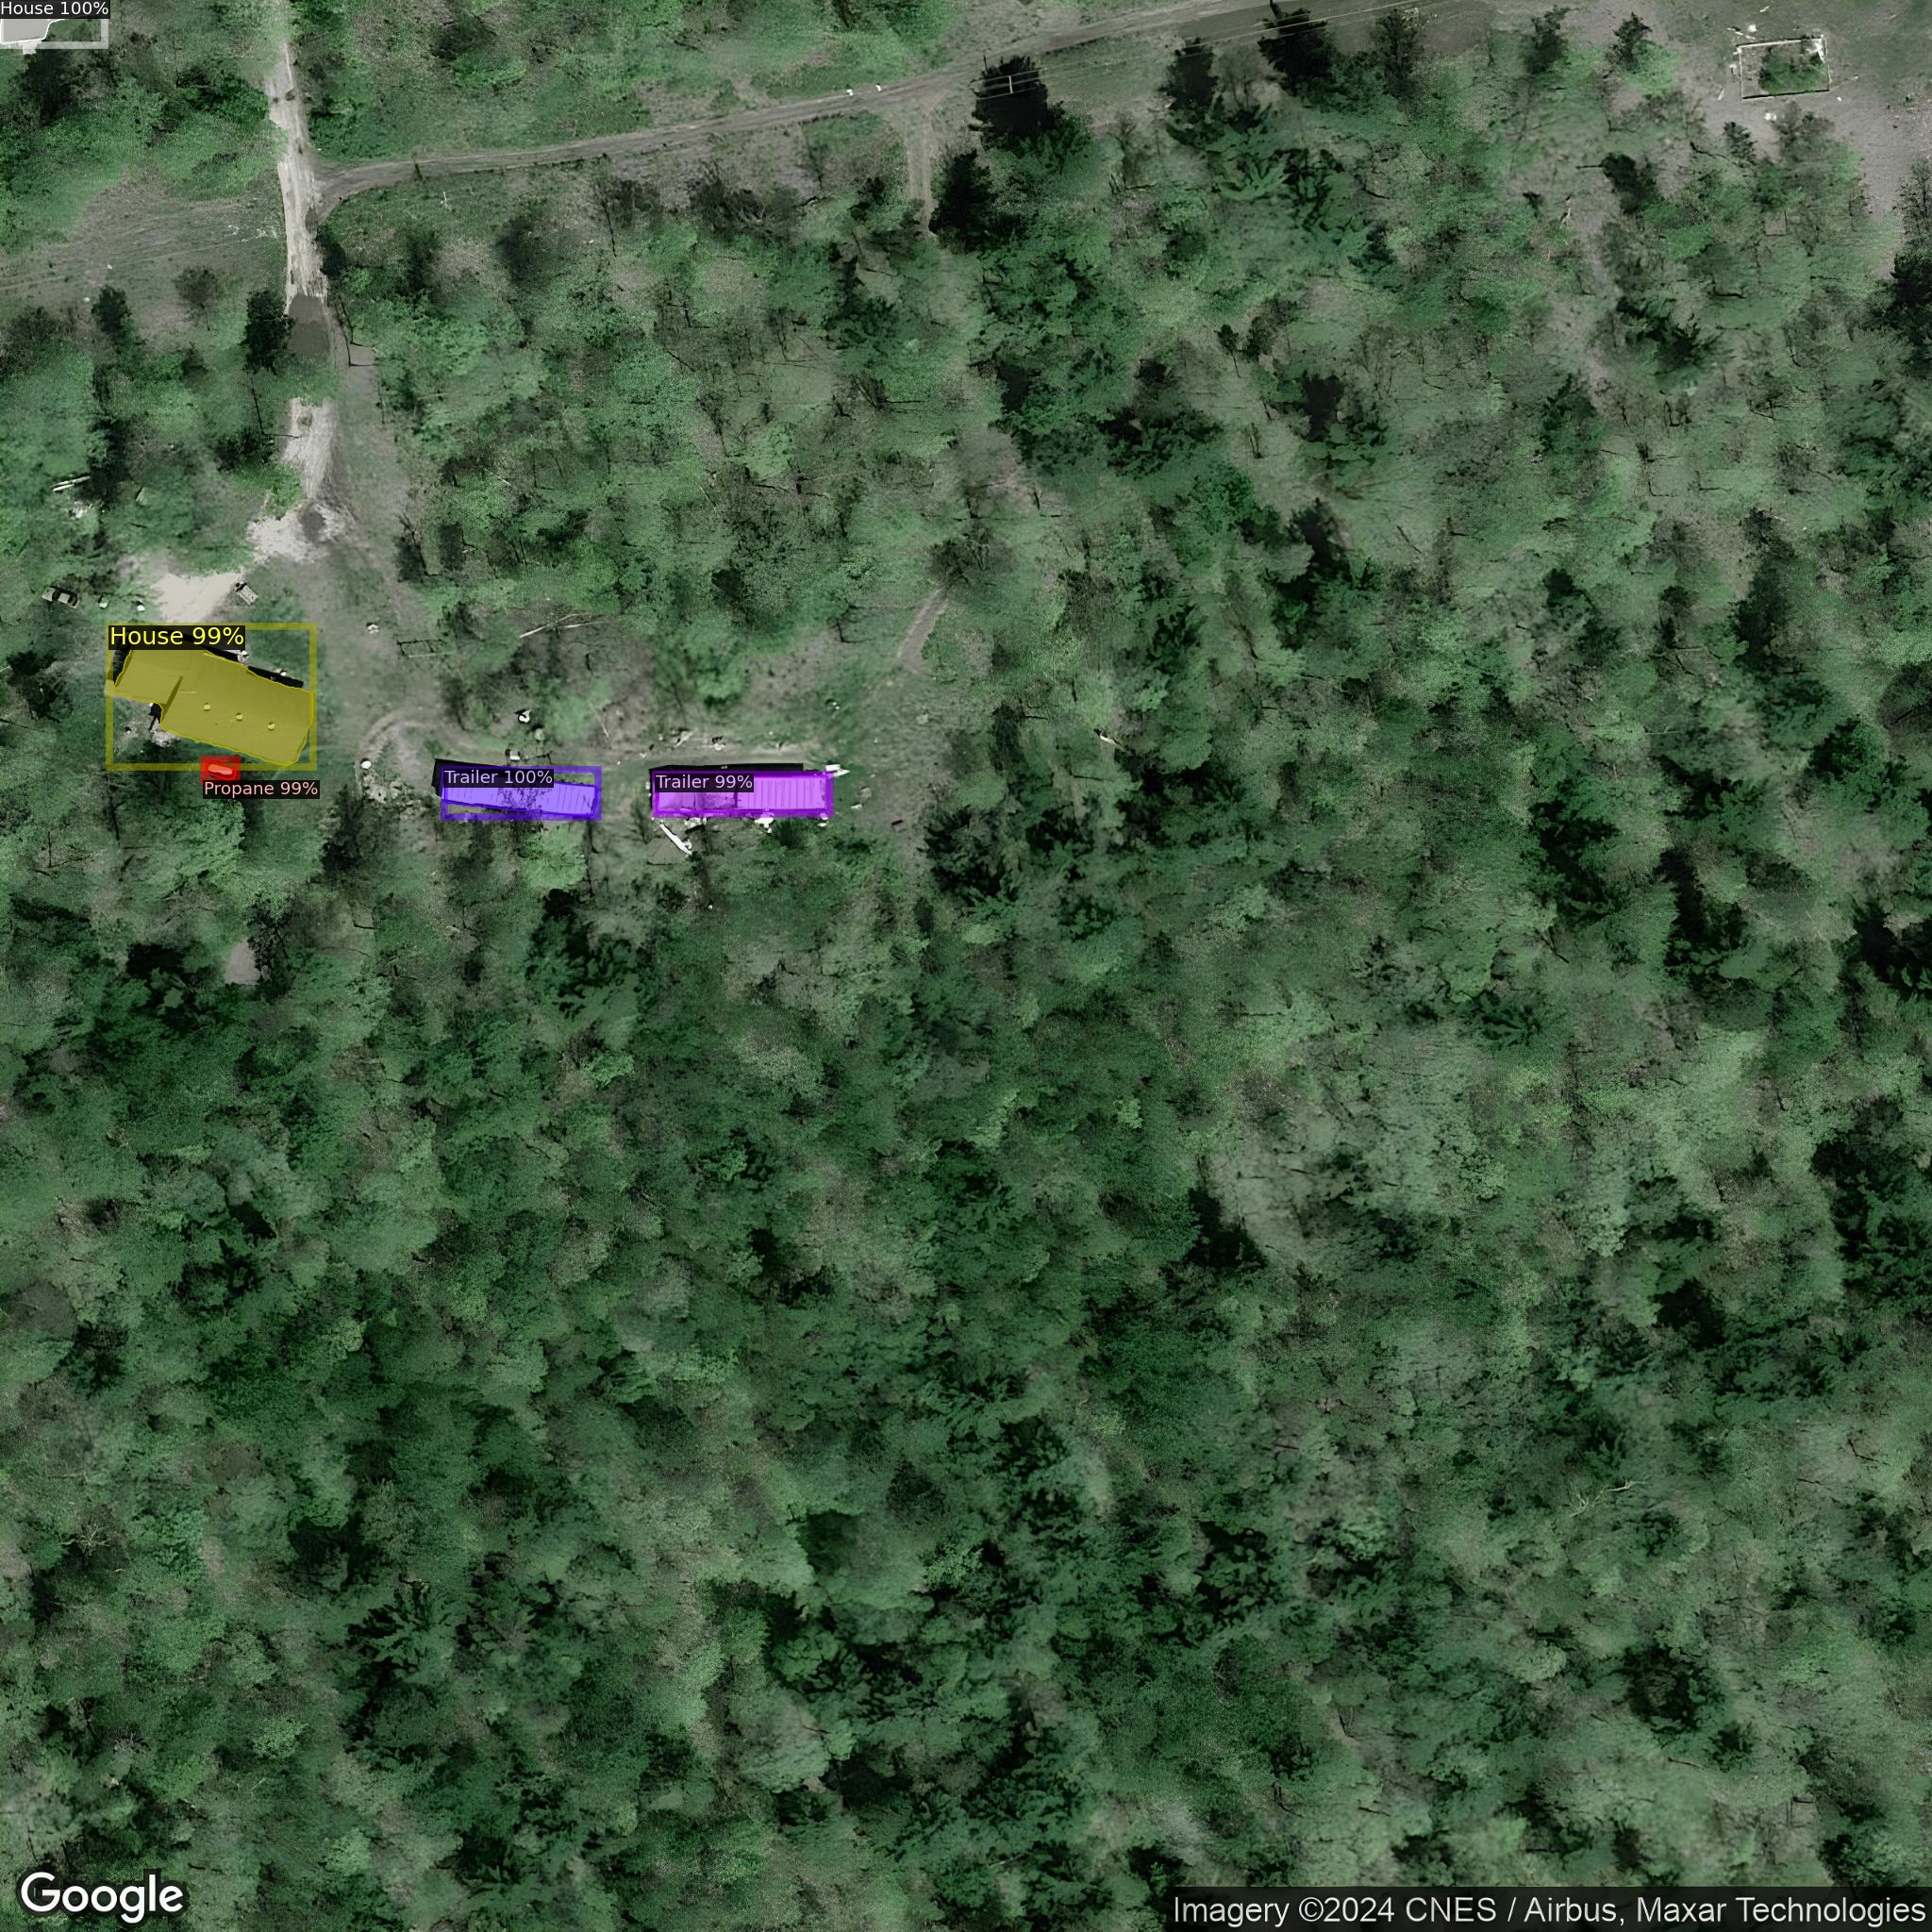 House 100%
House 99%
Propane 99%
Trailer 100%
Trailer 99%
Google
Imagery ©2024 CNES / Airbus, Maxar Technologies